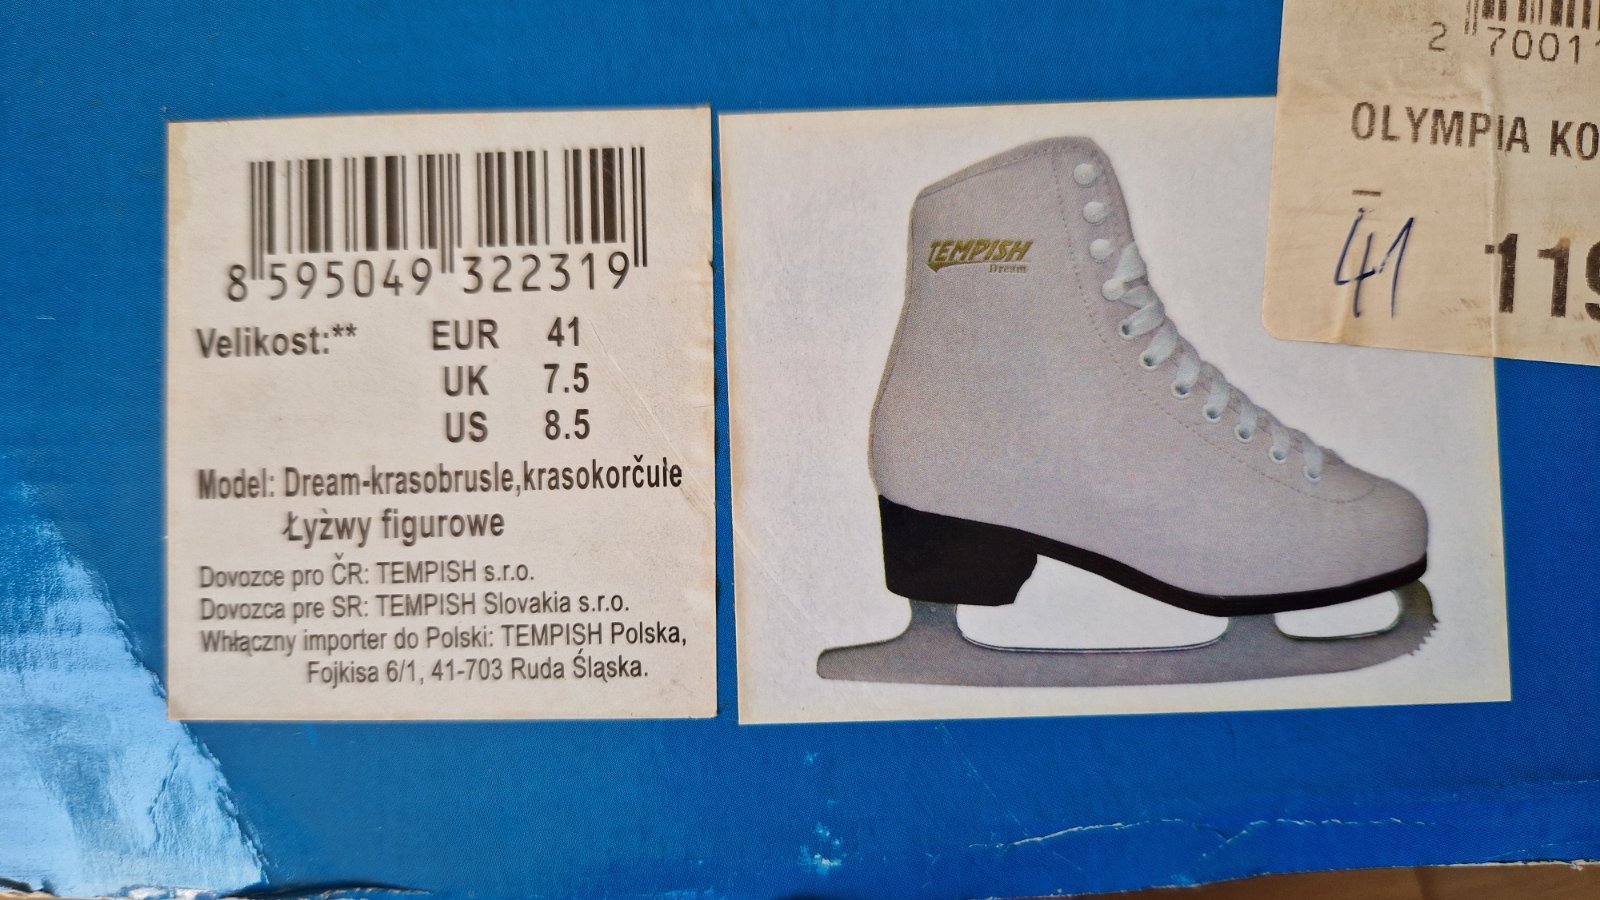 8 595049 322319
Velikost:** EUR 41
UK 7.5
US 8.5
Model: Dream-krasobrusle,krasokorčule
Łyżwy figurowe
Dovozce pro ČR: TEMPISH s.r.o.
Dovozca pre SR: TEMPISH Slovakia s.r.o.
Whłączny importer do Polski: TEMPISH Polska,
Fojkisa 6/1, 41-703 Ruda Śląska.
TEMPISH
Dream
2 70011
OLYMPIA KO
41
119